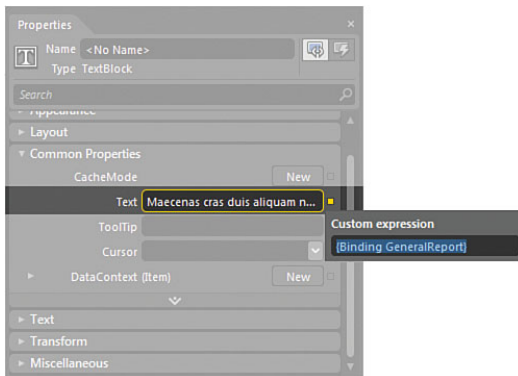 Properties
Name <No Name>
Type TextBlock
Search
Appearance
Layout
Common Properties
CacheMode New
Text Maecenas cras duis aliquam n...
ToolTip
Custom expression
Cursor
{Binding GeneralReport}
DataContext (Item) New
Text
Transform
Miscellaneous